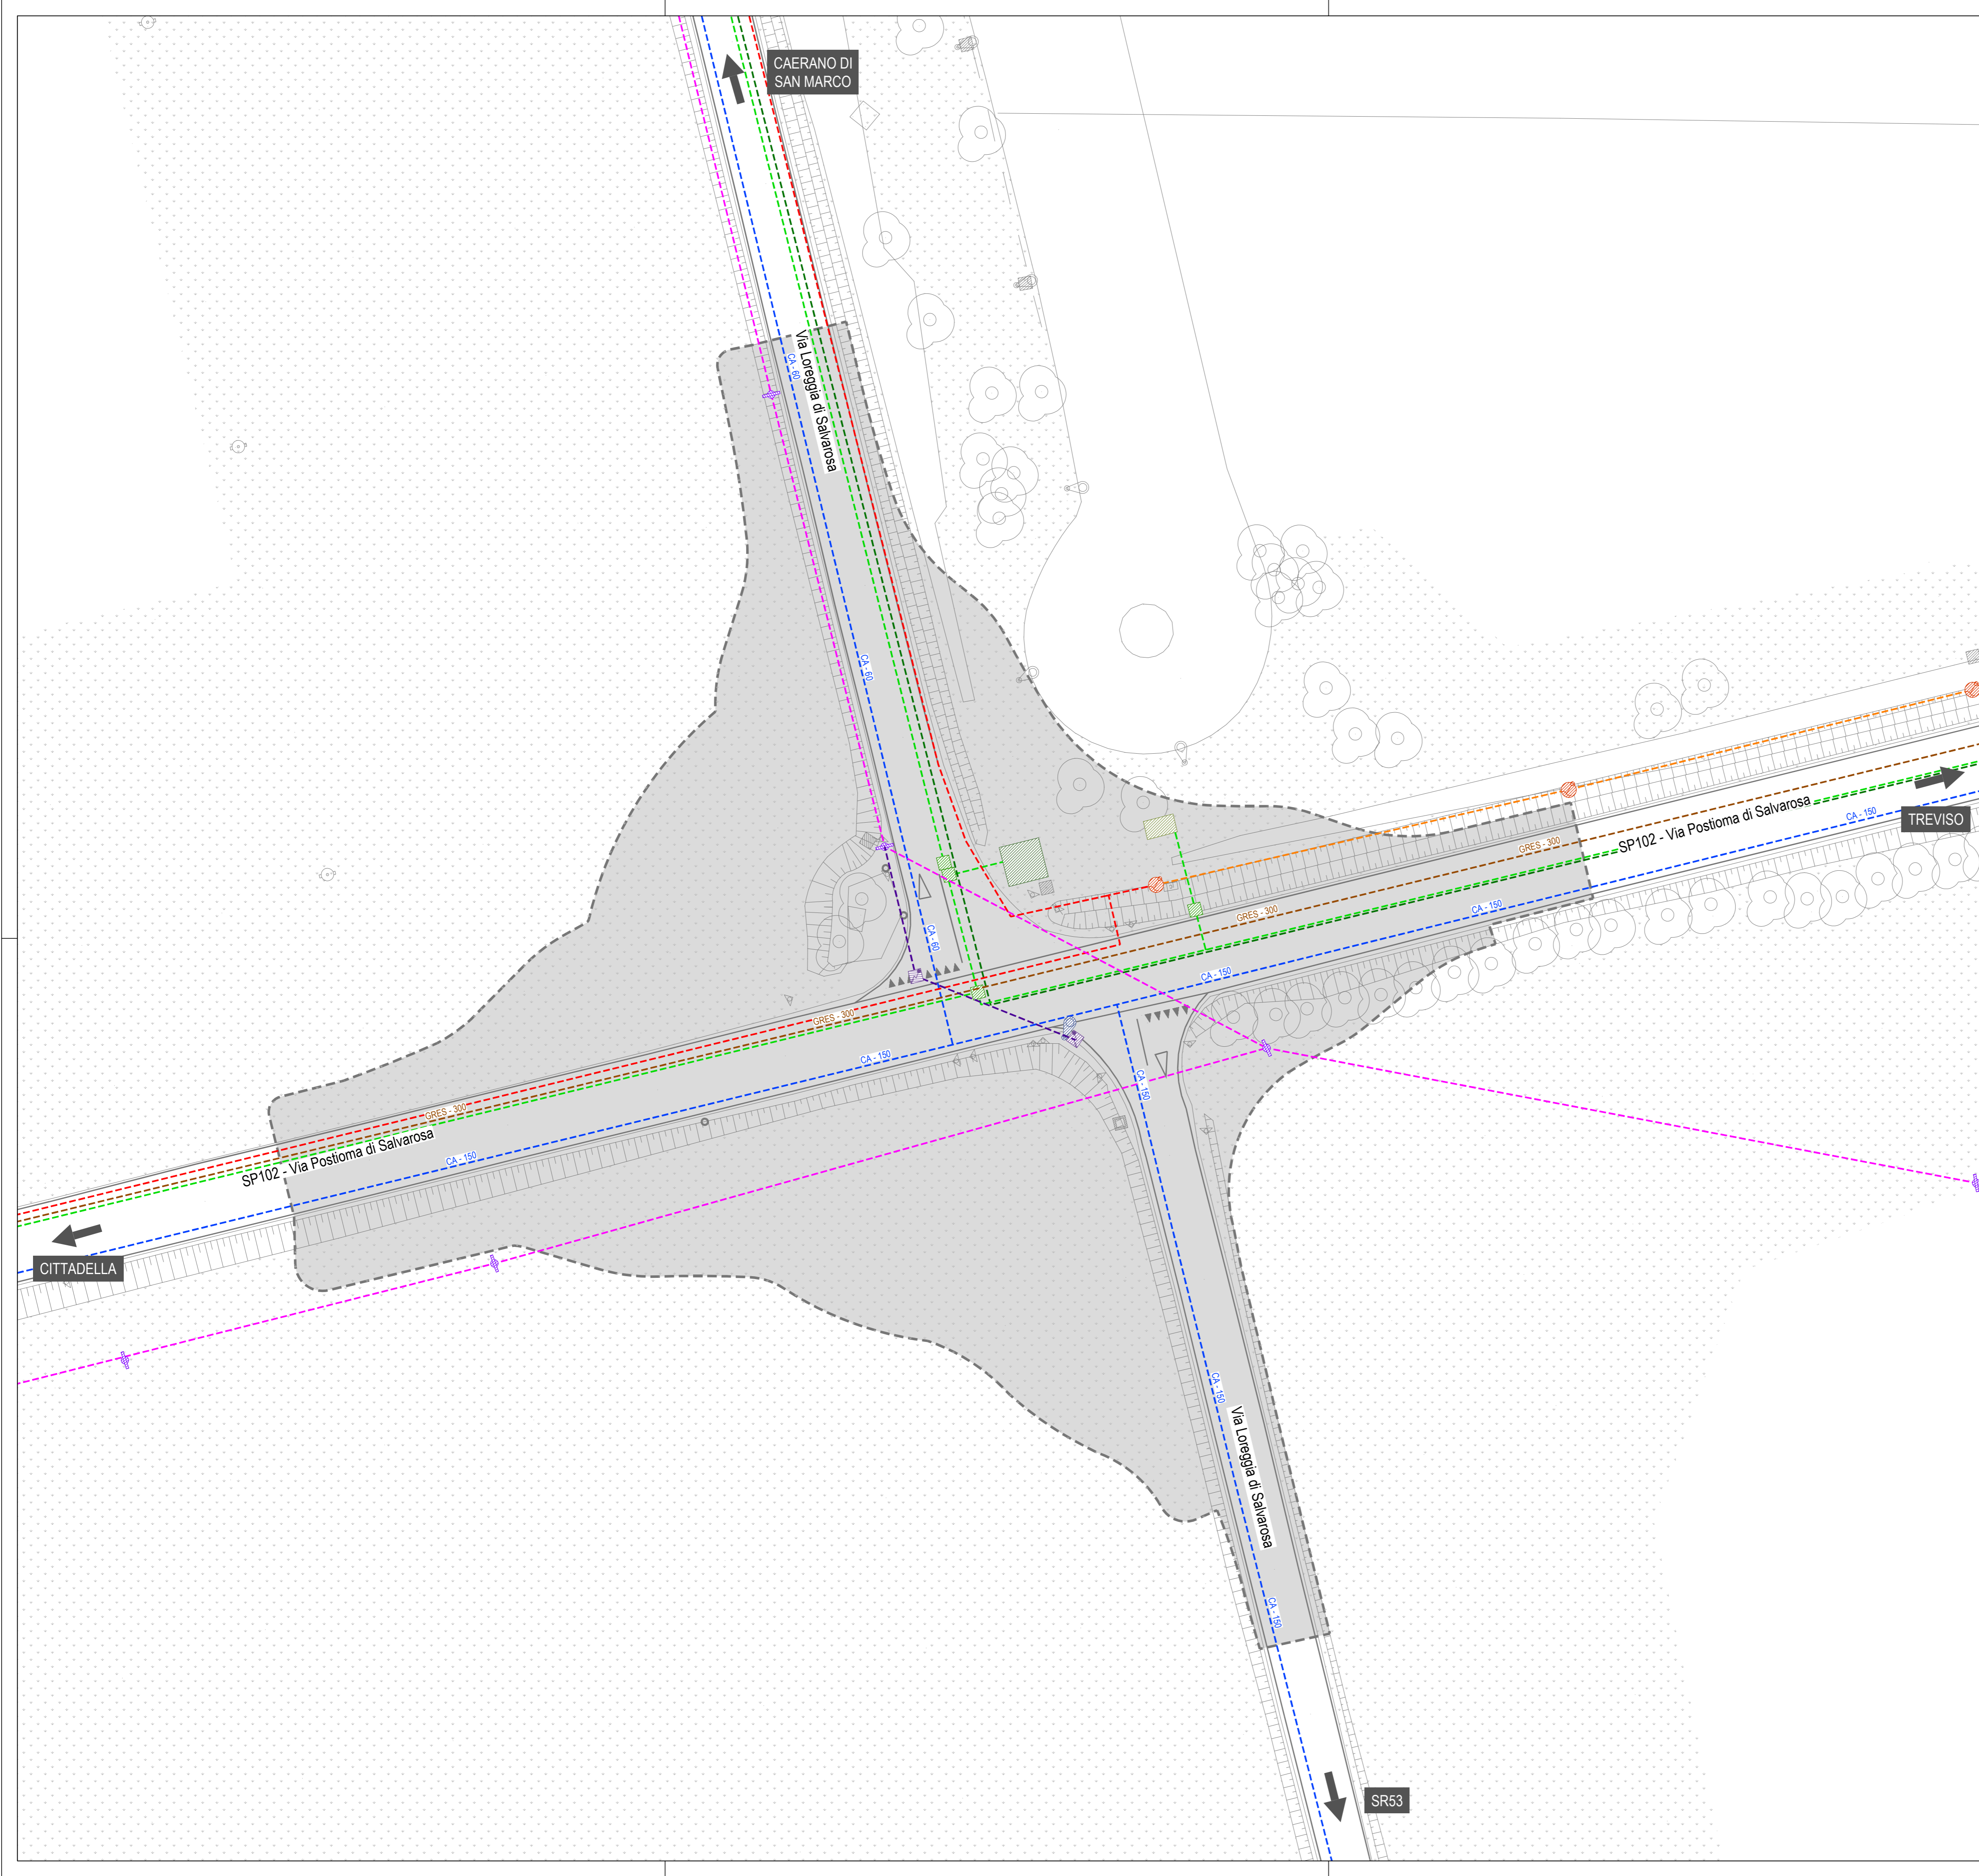 CAERANO DI
SAN MARCO
CA - 60
Via Loreggia di Salvarosa
CA - 60
SP102 - Via Postioma di Salvarosa
CA - 150
TREVISO
GRES - 300
CA - 150
GRES - 300
CA - 60
CA - 150
GRES - 300
CA - 150
CA - 150
GRES - 300
SP102 - Via Postioma di Salvarosa
CA - 150
CITTADELLA
CA - 150
Via Loreggia di Salvarosa
CA - 150
SR53